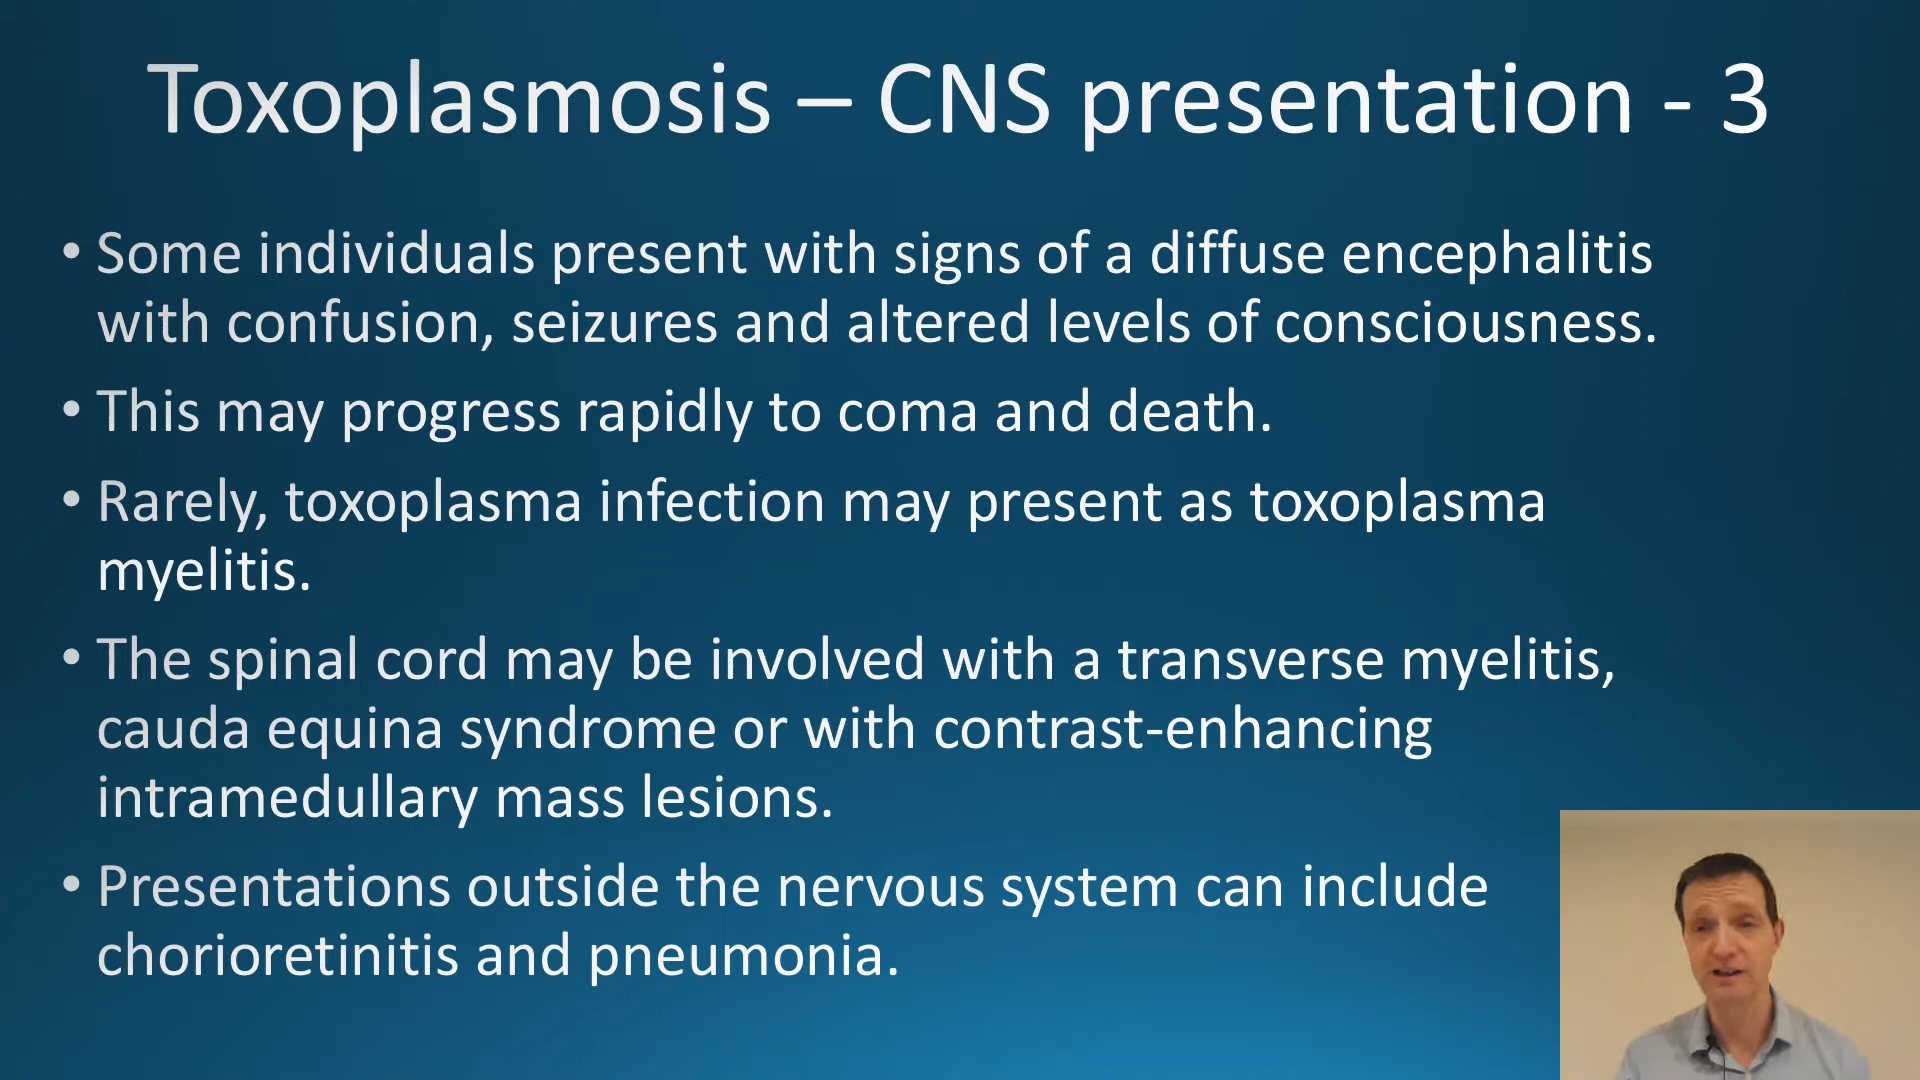 Toxoplasmosis – CNS presentation - 3
• Some individuals present with signs of a diffuse encephalitis
with confusion, seizures and altered levels of consciousness.
• This may progress rapidly to coma and death.
• Rarely, toxoplasma infection may present as toxoplasma
myelitis.
• The spinal cord may be involved with a transverse myelitis,
cauda equina syndrome or with contrast-enhancing
intramedullary mass lesions.
• Presentations outside the nervous system can include
chorioretinitis and pneumonia.